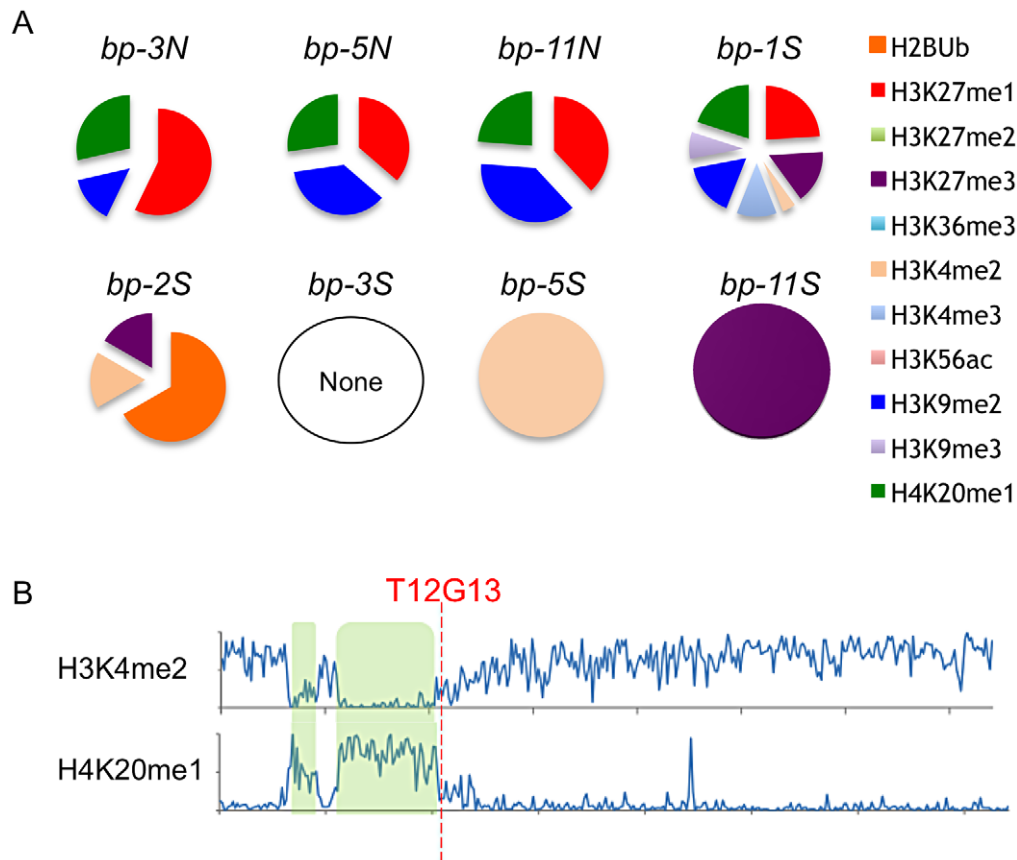 A
bp-3N
bp-5N
bp-11N
bp-1S
bp-2S
bp-3S
None
bp-5S
bp-11S
H2BUb
H3K27me1
H3K27me2
H3K27me3
H3K36me3
H3K4me2
H3K4me3
H3K56ac
H3K9me2
H3K9me3
H4K20me1
B
T12G13
H3K4me2
H4K20me1